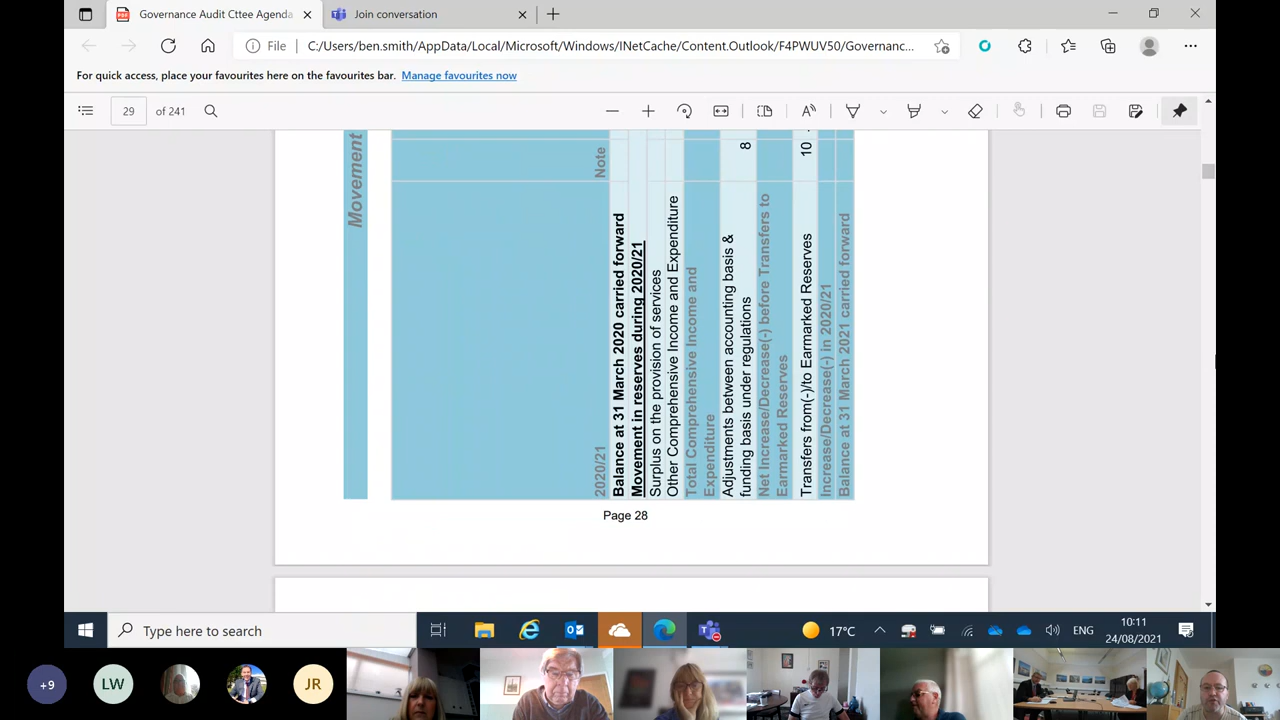 Governance Audit Cttee Agenda
Join conversation
File
C:/Users/ben.smith/AppData/Local/Microsoft/Windows/INetCache/Content.Outlook/F4PWUV50/Governanc...
For quick access, place your favourites here on the favourites bar. Manage favourites now
29 of 241
Movement
Note
2020/21
Balance at 31 March 2020 carried forward
Movement in reserves during 2020/21
Surplus on the provision of services
Other Comprehensive Income and Expenditure
Total Comprehensive Income and
Expenditure
Adjustments between accounting basis &
funding basis under regulations
8
Net Increase/Decrease(-) before Transfers to
Earmarked Reserves
Transfers from(-)/to Earmarked Reserves
10
Increase/Decrease(-) in 2020/21
Balance at 31 March 2021 carried forward
Page 28
Type here to search
17°C
ENG
10:11
24/08/2021
+9
LW
JR